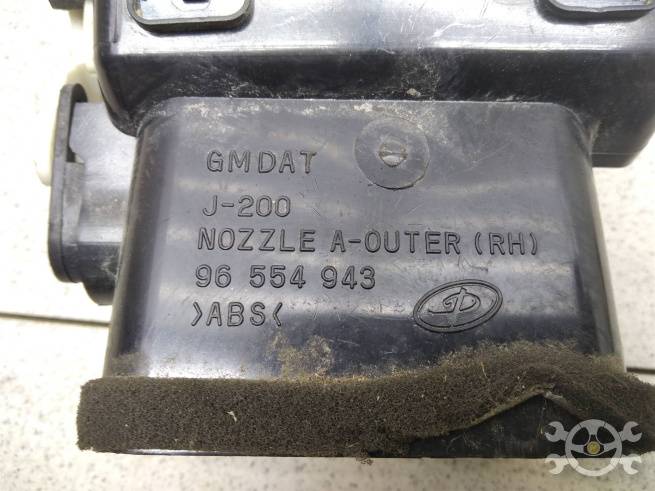 GMDAT
J-200
NOZZLE A-OUTER (RH)
96 554 943
>ABS<